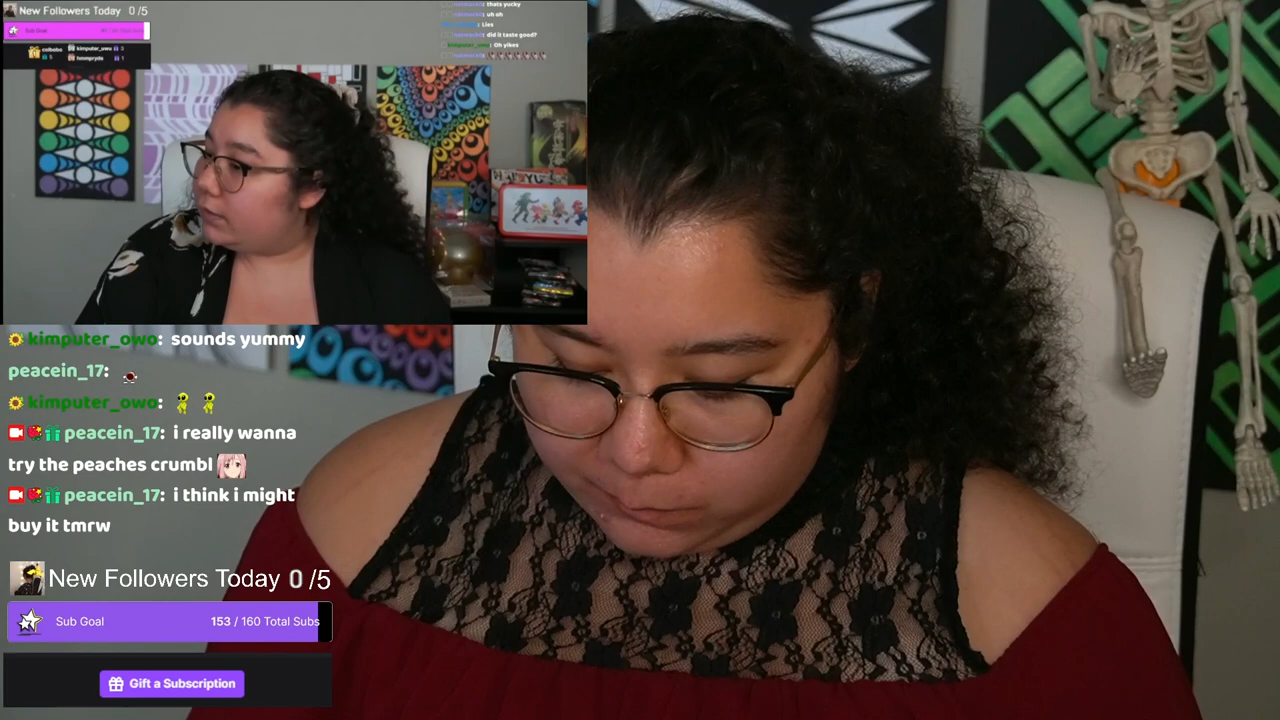 New Followers Today 0 /5
Sub Goal
thats yucky
uh oh
Lies
did it taste good?
kimputer_owo: Oh yikes
kimputer_owo: sounds yummy
peacein_17:
kimputer_owo:
peacein_17: i really wanna
try the peaches crumbl
peacein_17: i think i might
buy it tmrw
New Followers Today 0 /5
Sub Goal 153 / 160 Total Subs
Gift a Subscription